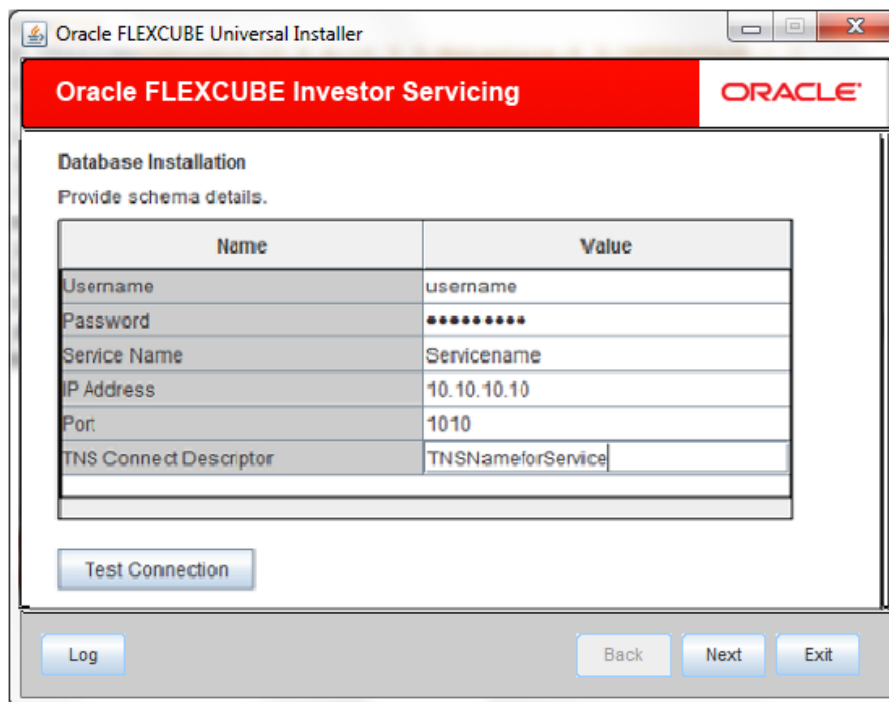 Oracle FLEXCUBE Universal Installer
Oracle FLEXCUBE Investor Servicing ORACLE
Database Installation
Provide schema details.
Name Value
Username username
Password •••••••••
Service Name Servicename
IP Address 10.10.10.10
Port 1010
TNS Connect Descriptor TNSNameforService
Test Connection
Log Back Next Exit